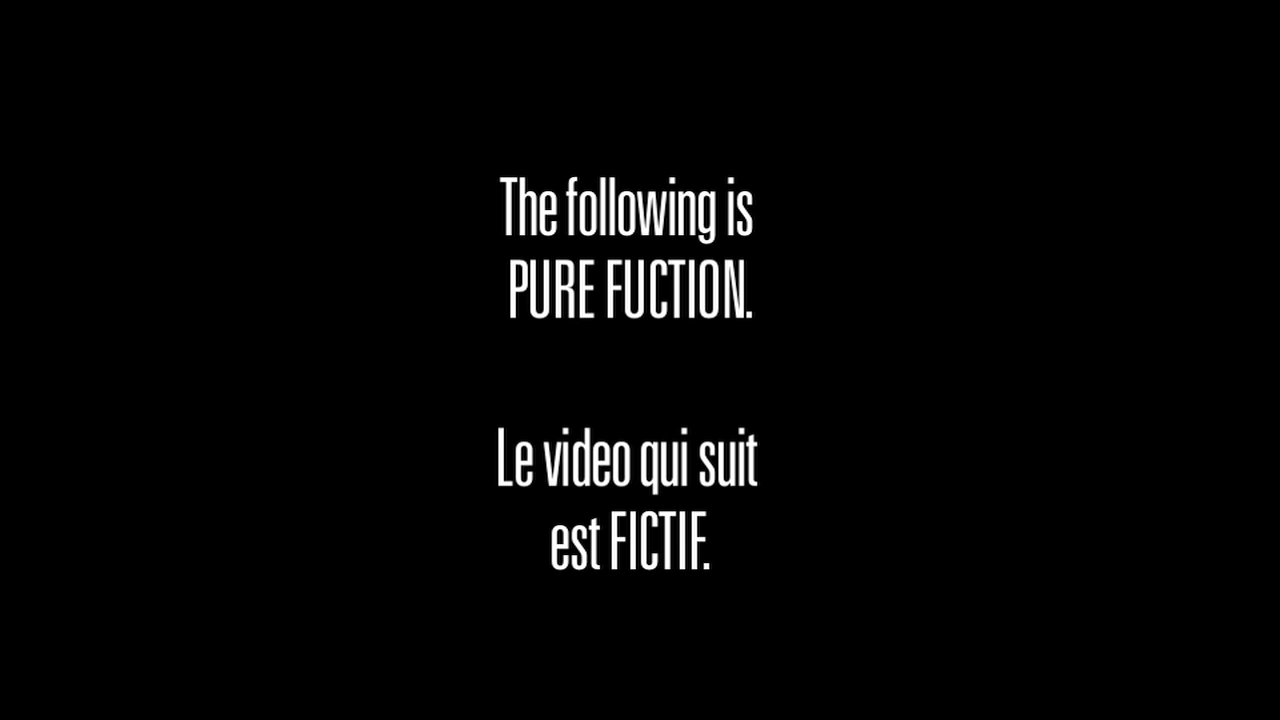 The following is
PURE FUCTION.
Le video qui suit
est FICTIF.